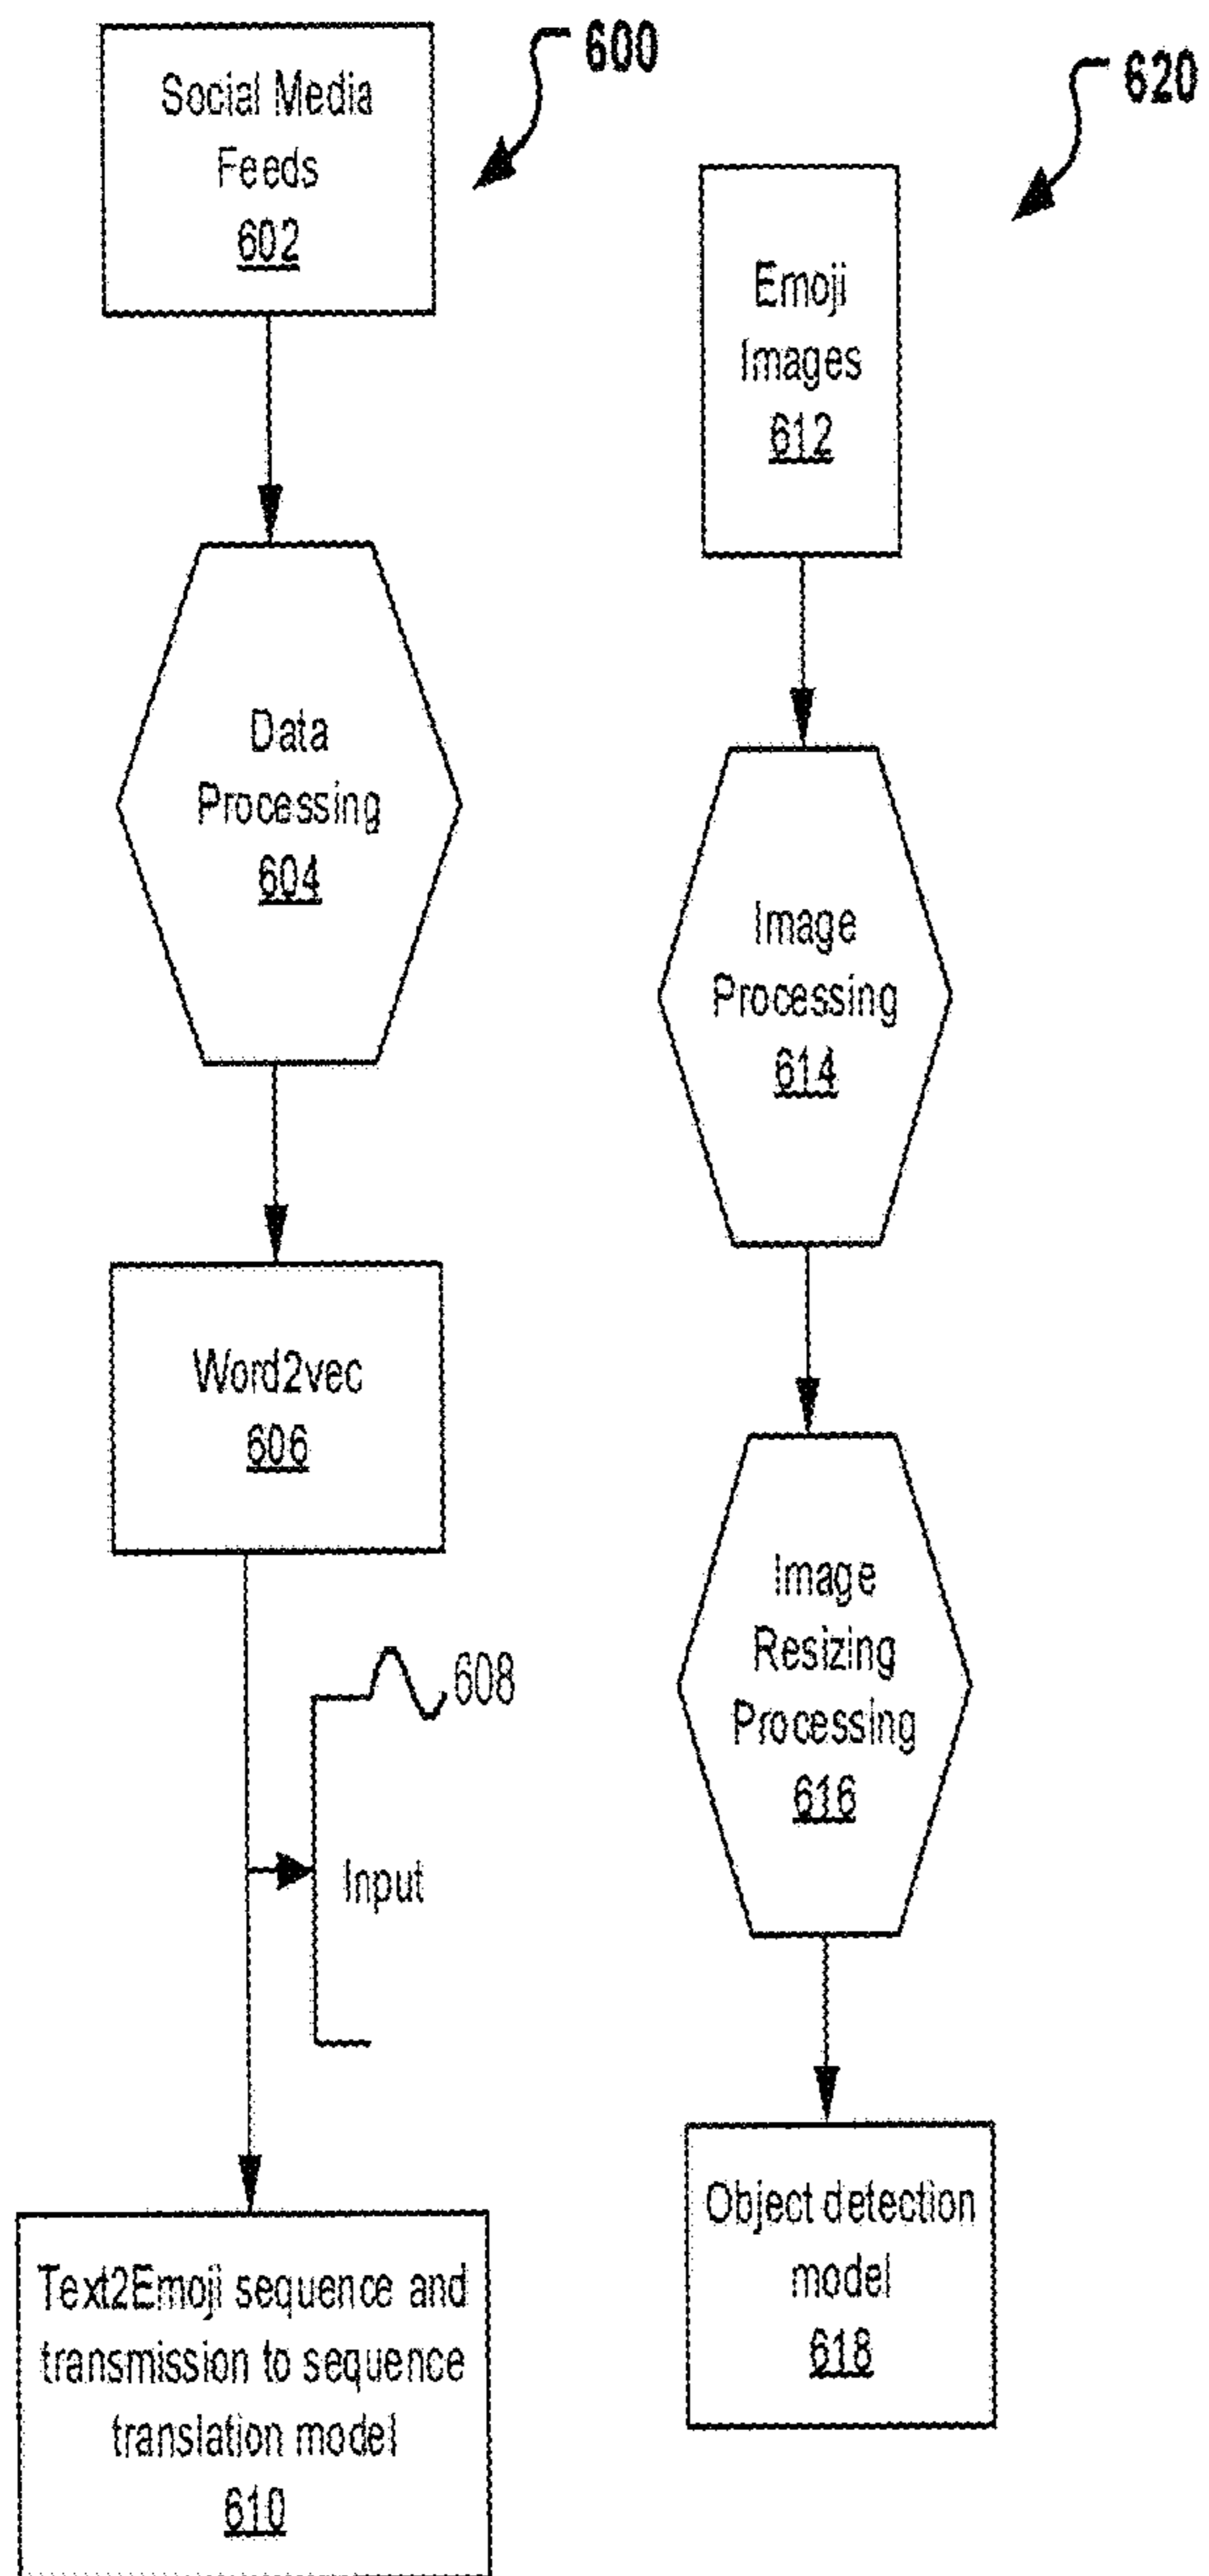 600
Social Media
Feeds
602
Data
Processing
604
Word2vec
606
608
Input
Text2Emoji sequence and
transmission to sequence
translation model
610
620
Emoji
Images
612
Image
Processing
614
Image
Resizing
Processing
616
Object detection
model
618